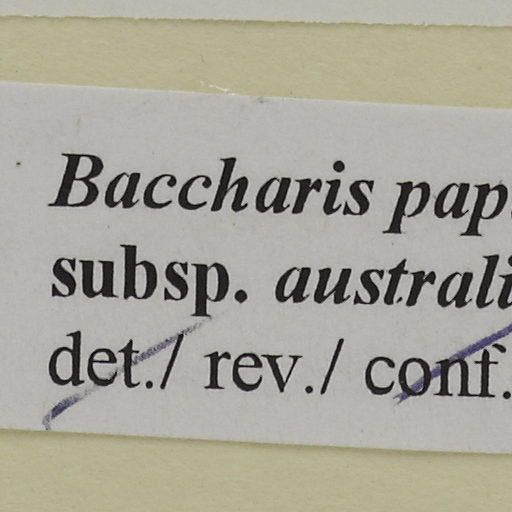 Baccharis pap
subsp. australi
det./ rev./ conf.